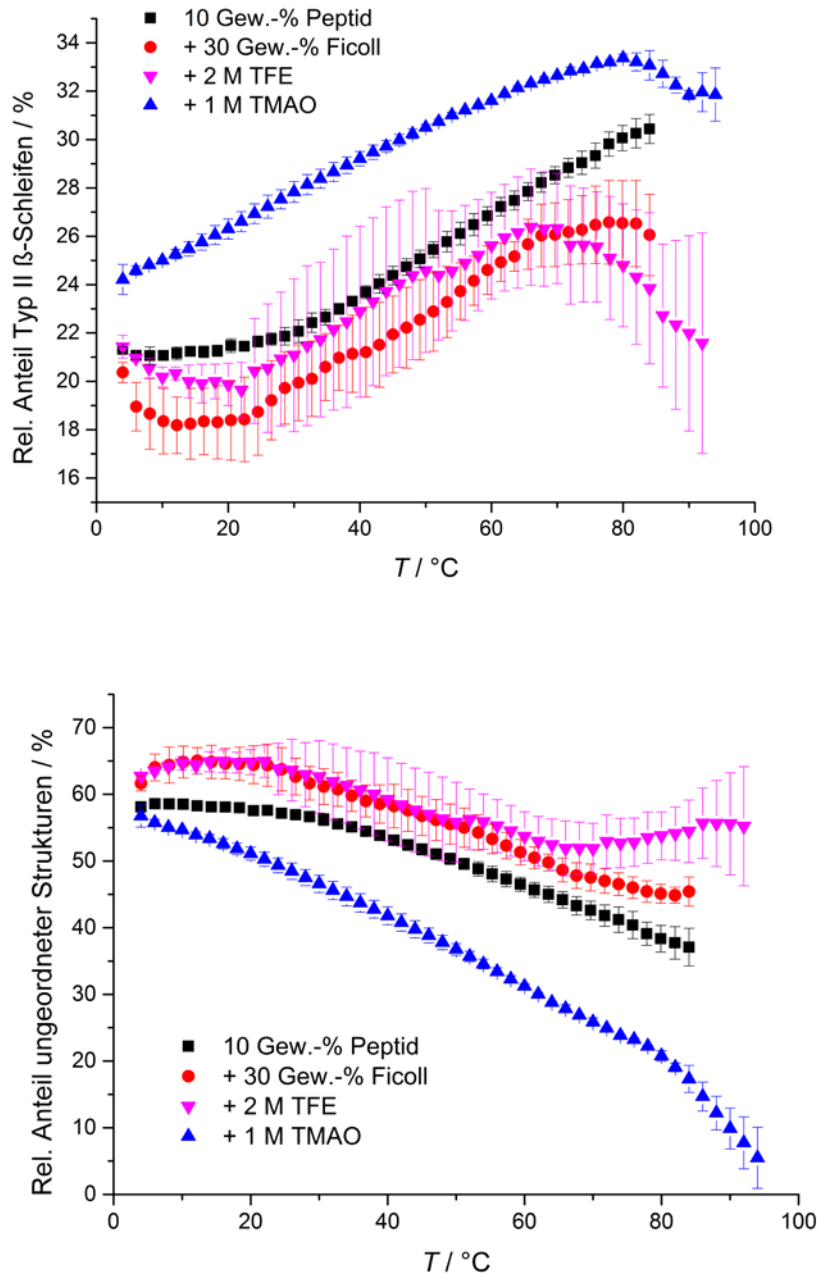 10 Gew.-% Peptid
+ 30 Gew.-% Ficoll
+ 2 M TFE
+ 1 M TMAO
Rel. Anteil Typ II ß-Schleifen / %
34
32
30
28
26
24
22
20
18
16
0
20
40
60
80
100
T / °C
Rel. Anteil ungeordneter Strukturen / %
70
60
50
40
30
20
10
0
10 Gew.-% Peptid
+ 30 Gew.-% Ficoll
+ 2 M TFE
+ 1 M TMAO
0
20
40
60
80
100
T / °C